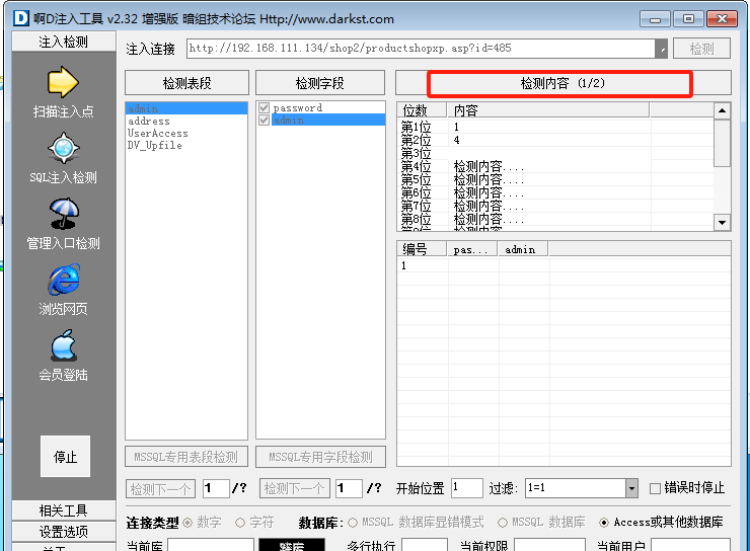 啊D注入工具 v2.32 增强版 暗组技术论坛 Http://www.darkst.com
注入检测
扫描注入点
SQL注入检测
管理入口检测
浏览网页
会员登陆
停止
相关工具
设置选项
注入连接 http://192.168.111.134/shop2/productshopxp.asp?id=485 检测
检测表段 检测字段 检测内容 (1/2)
admin
address
UserAccess
DV_Upfile
password
admin
位数 内容
第1位 1
第2位 4
第3位
第4位 检测内容....
第5位 检测内容....
第6位 检测内容....
第7位 检测内容....
第8位 检测内容....
编号 pas... admin
1
MSSQL专用表段检测 MSSQL专用字段检测
检测下一个 1 /? 检测下一个 1 /? 开始位置 1 过滤: 1=1 错误时停止
连接类型 数字 字符 数据库: MSSQL 数据库显错模式 MSSQL 数据库 Access或其他数据库
当前库 多行执行 当前权限 当前用户